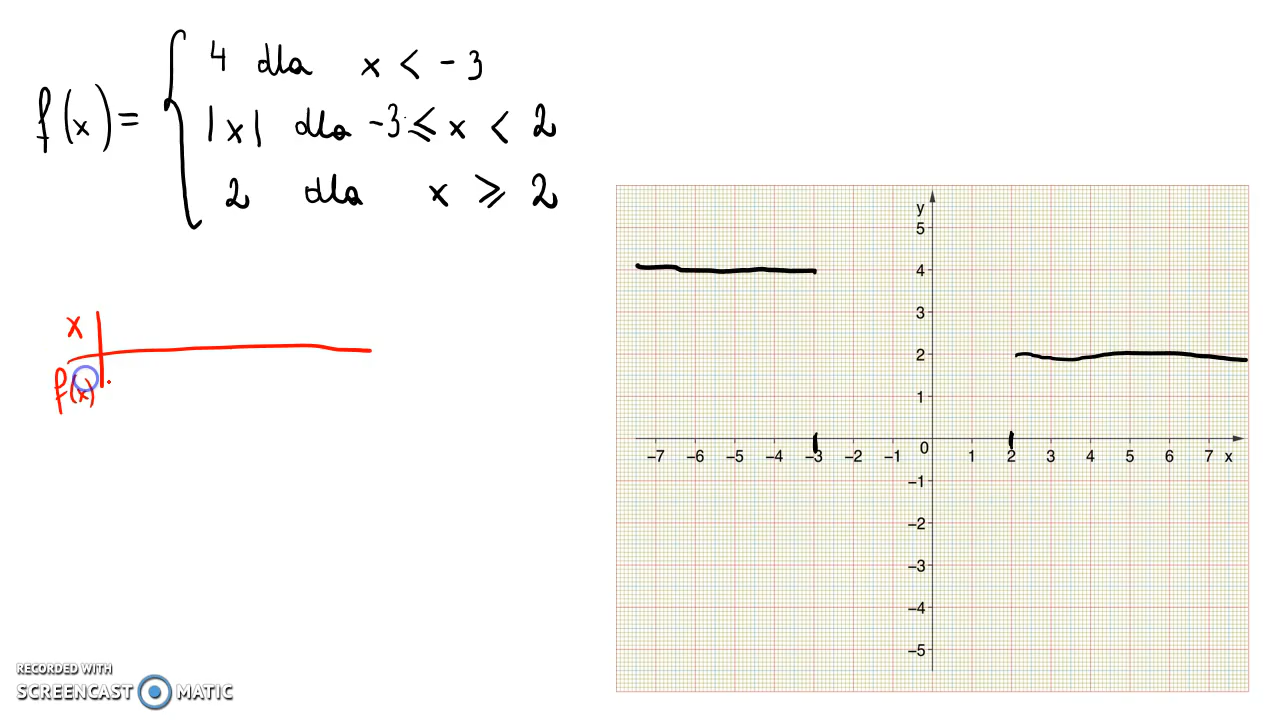 f(x) = { 4 dla x < -3
|x| dla -3 ≤ x < 2
2 dla x ⩾ 2
x
f(x)
y
5
4
3
2
1
0
−7 −6 −5 −4 −3 −2 −1 1 2 3 4 5 6 7 x
−1
−2
−3
−4
−5
RECORDED WITH
SCREENCAST MATIC